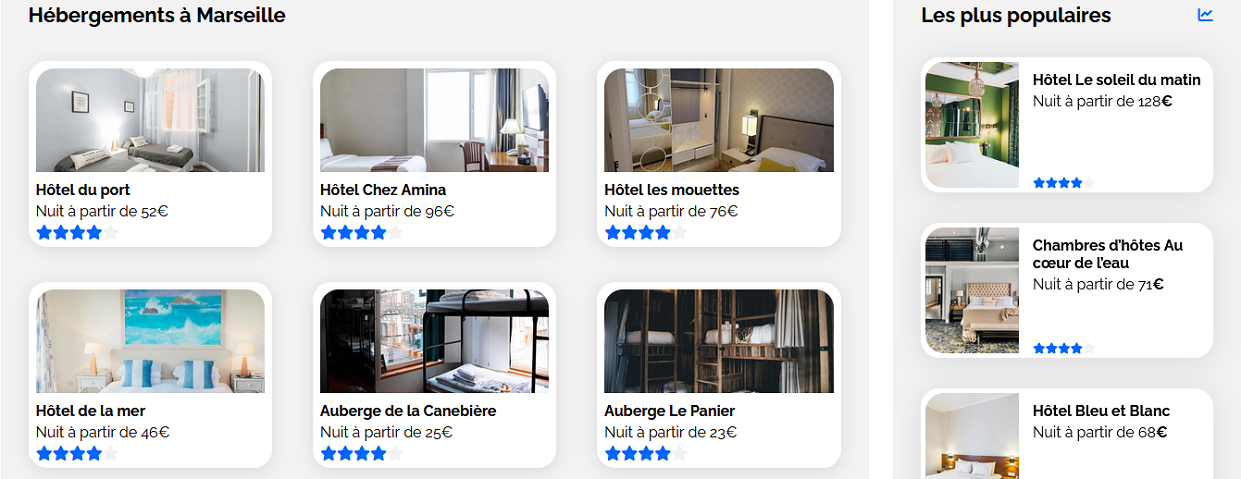 Hébergements à Marseille
Hôtel du port
Nuit à partir de 52€
Hôtel Chez Amina
Nuit à partir de 96€
Hôtel les mouettes
Nuit à partir de 76€
Hôtel de la mer
Nuit à partir de 46€
Auberge de la Canebière
Nuit à partir de 25€
Auberge Le Panier
Nuit à partir de 23€
Les plus populaires
Hôtel Le soleil du matin
Nuit à partir de 128€
Chambres d'hôtes Au
cœur de l'eau
Nuit à partir de 71€
Hôtel Bleu et Blanc
Nuit à partir de 68€